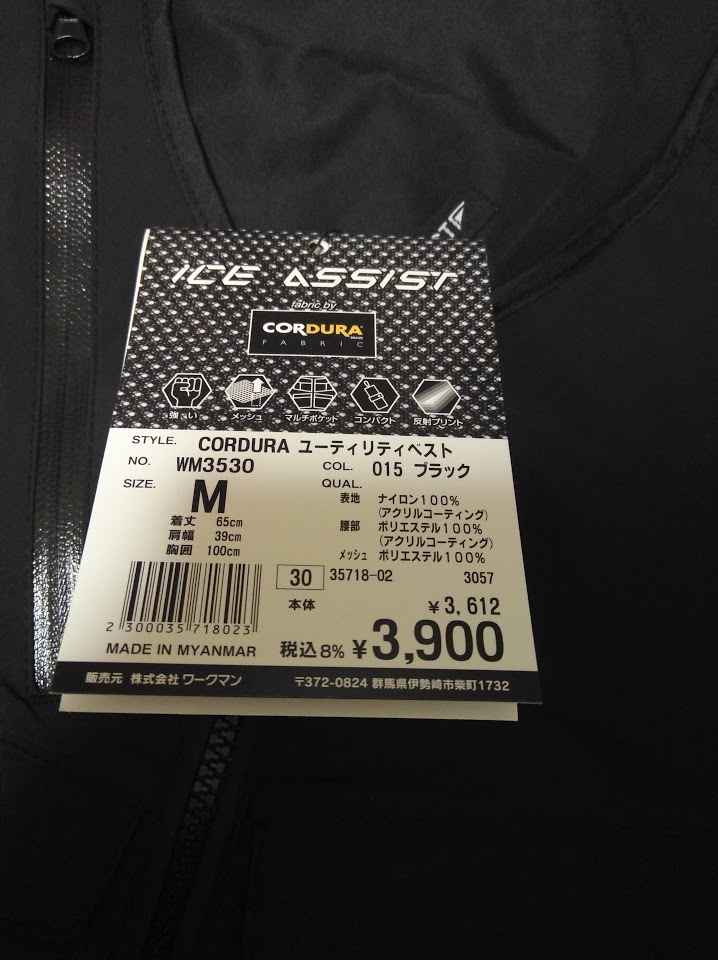 ICE ASSIST
fabric by
CORDURA
BRAND
FABRIC
強い メッシュ マルチポケット コンパクト 反射プリント
STYLE. CORDURA ユーティリティベスト
NO. WM3530 COL. 015 ブラック
SIZE. M QUAL.
着丈 65cm
肩幅 39cm
胸囲 100cm
表地 ナイロン100%
(アクリルコーティング)
腰部 ポリエステル100%
(アクリルコーティング)
メッシュ ポリエステル100%
30 35718-02 3057
本体 ¥3,612
2 300035 718023
税込8% ¥3,900
MADE IN MYANMAR
販売元 株式会社 ワークマン 〒372-0824 群馬県伊勢崎市柴町1732